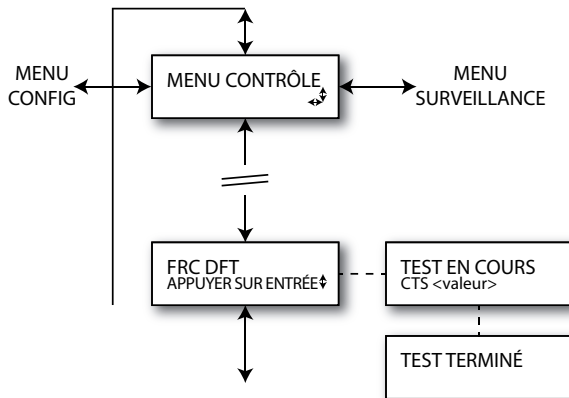 MENU
CONFIG
MENU CONTRÔLE
MENU
SURVEILLANCE
FRC DFT
APPUYER SUR ENTRÉE
TEST EN COURS
CTS <valeur>
TEST TERMINÉ